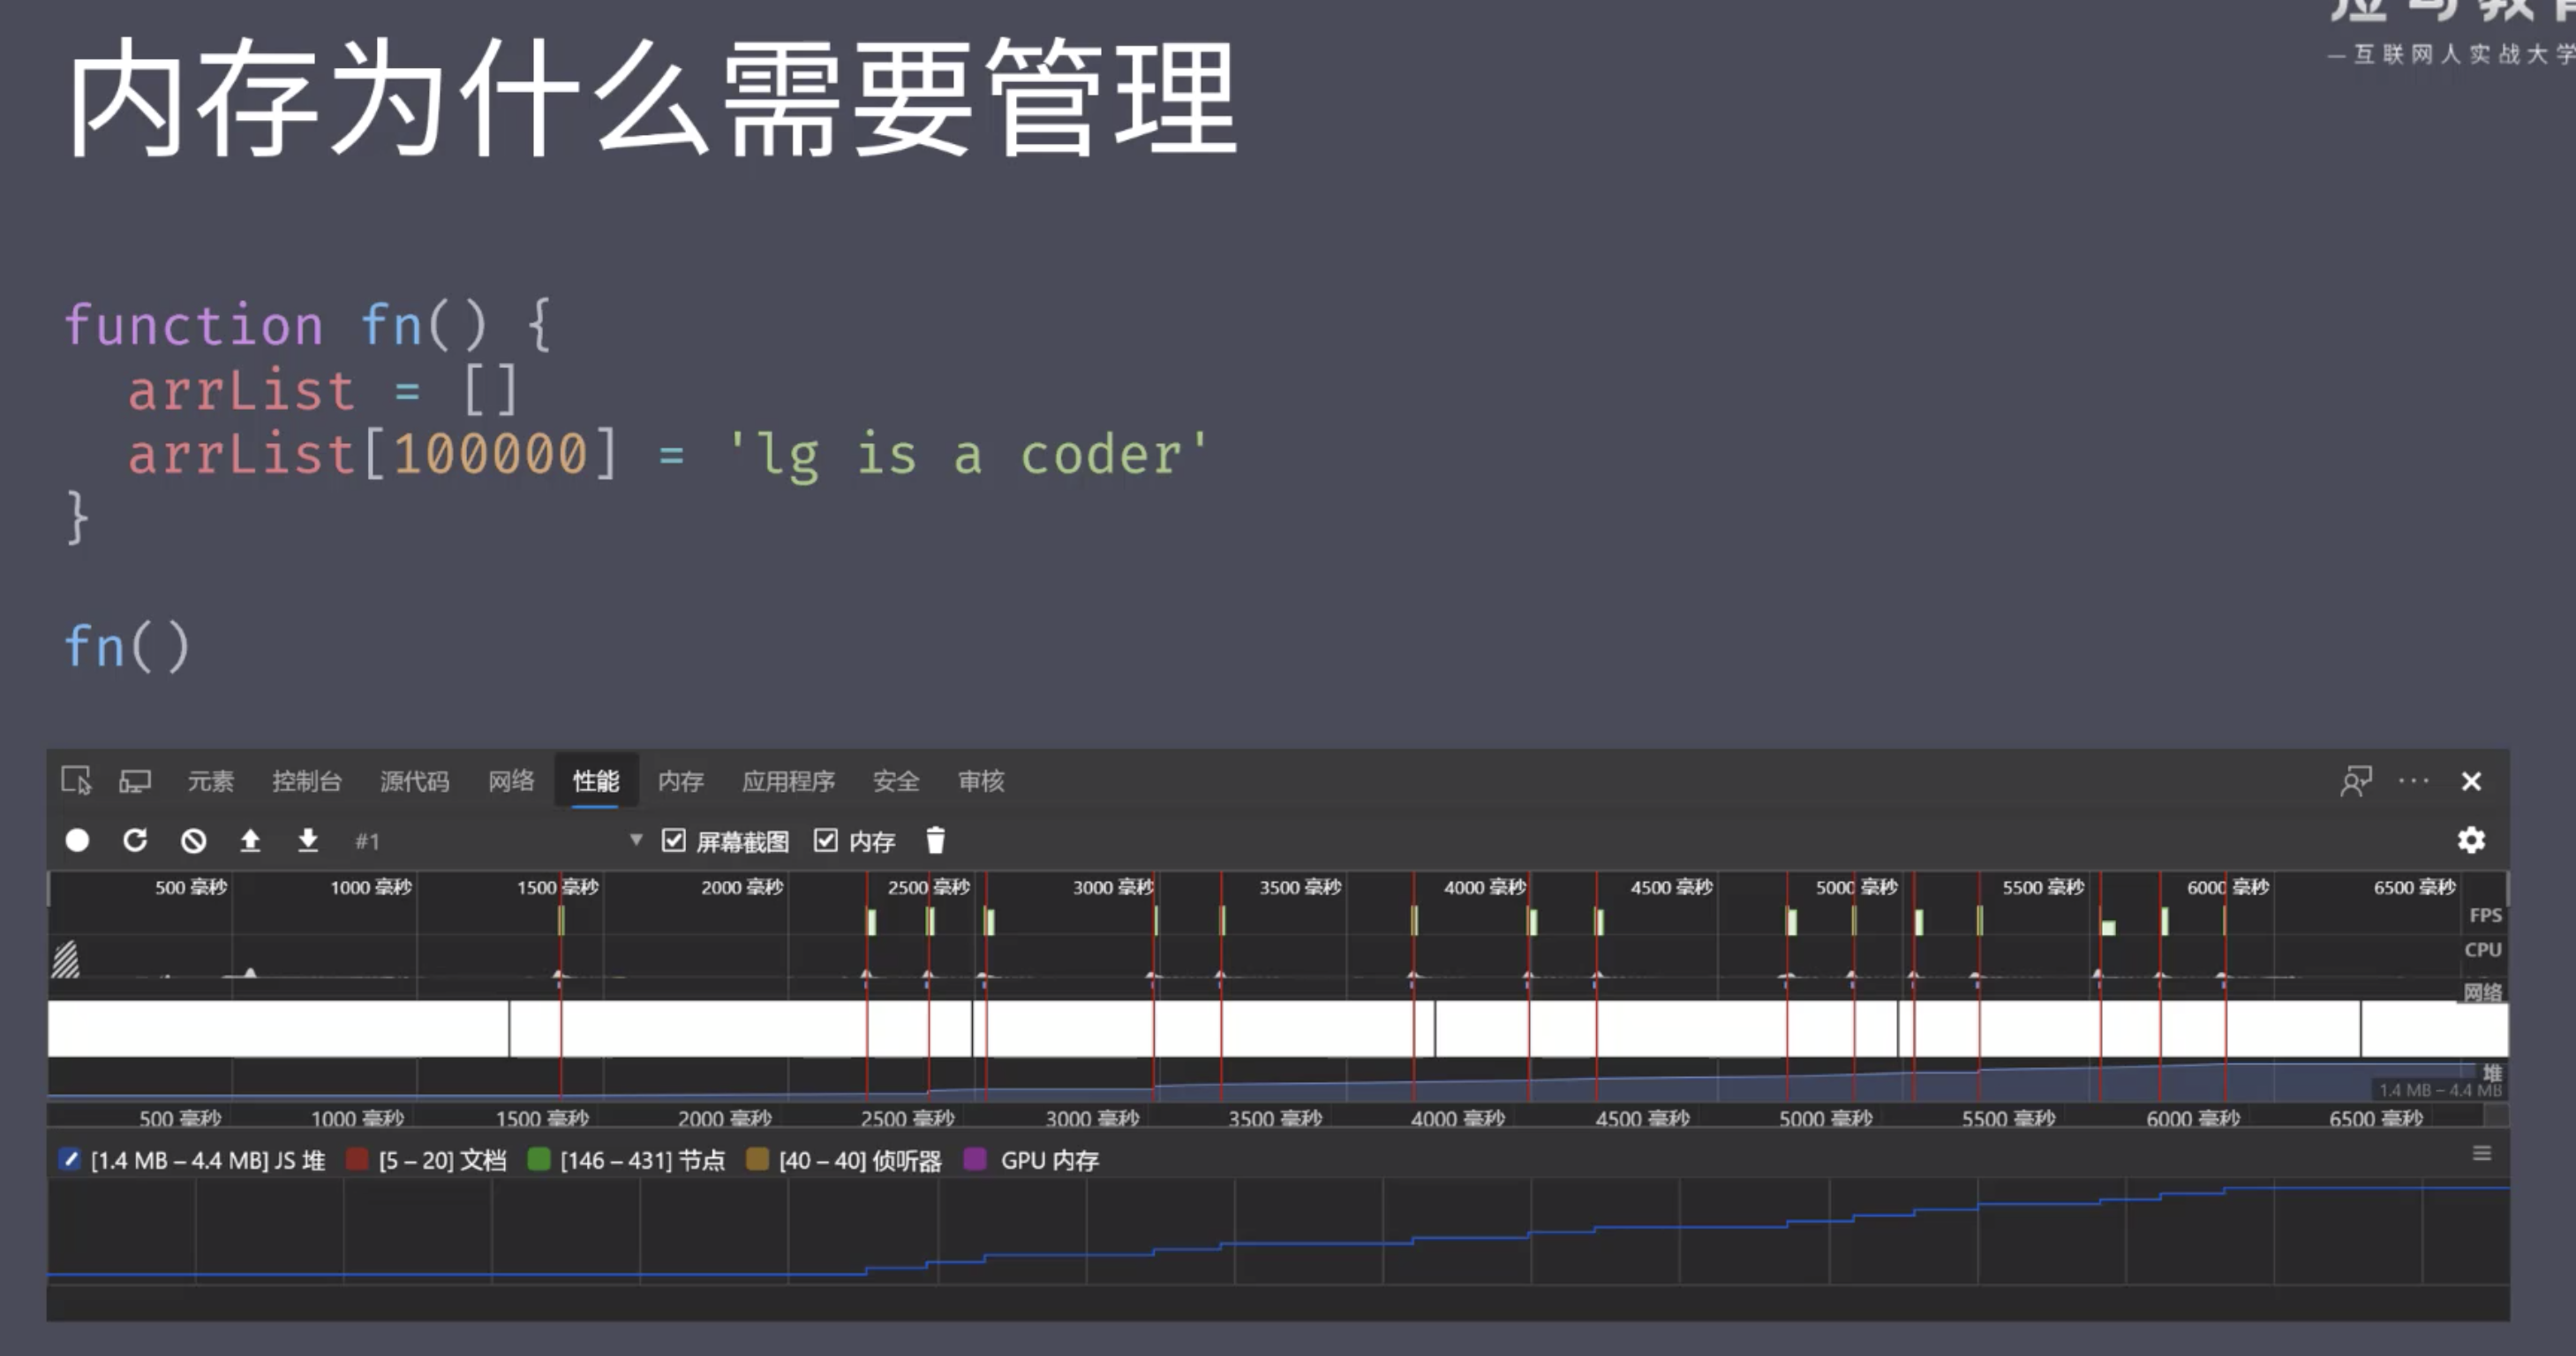 内存为什么需要管理
—互联网人实战大学
function fn() {
  arrList = []
  arrList[100000] = 'lg is a coder'
}
fn()
元素 控制台 源代码 网络 性能 内存 应用程序 安全 审核
#1 屏幕截图 内存
500 毫秒 1000 毫秒 1500 毫秒 2000 毫秒 2500 毫秒 3000 毫秒 3500 毫秒 4000 毫秒 4500 毫秒 5000 毫秒 5500 毫秒 6000 毫秒 6500 毫秒
FPS
CPU
网络
堆
1.4 MB – 4.4 MB
500 毫秒 1000 毫秒 1500 毫秒 2000 毫秒 2500 毫秒 3000 毫秒 3500 毫秒 4000 毫秒 4500 毫秒 5000 毫秒 5500 毫秒 6000 毫秒 6500 毫秒
[1.4 MB – 4.4 MB] JS 堆 [5 – 20] 文档 [146 – 431] 节点 [40 – 40] 侦听器 GPU 内存